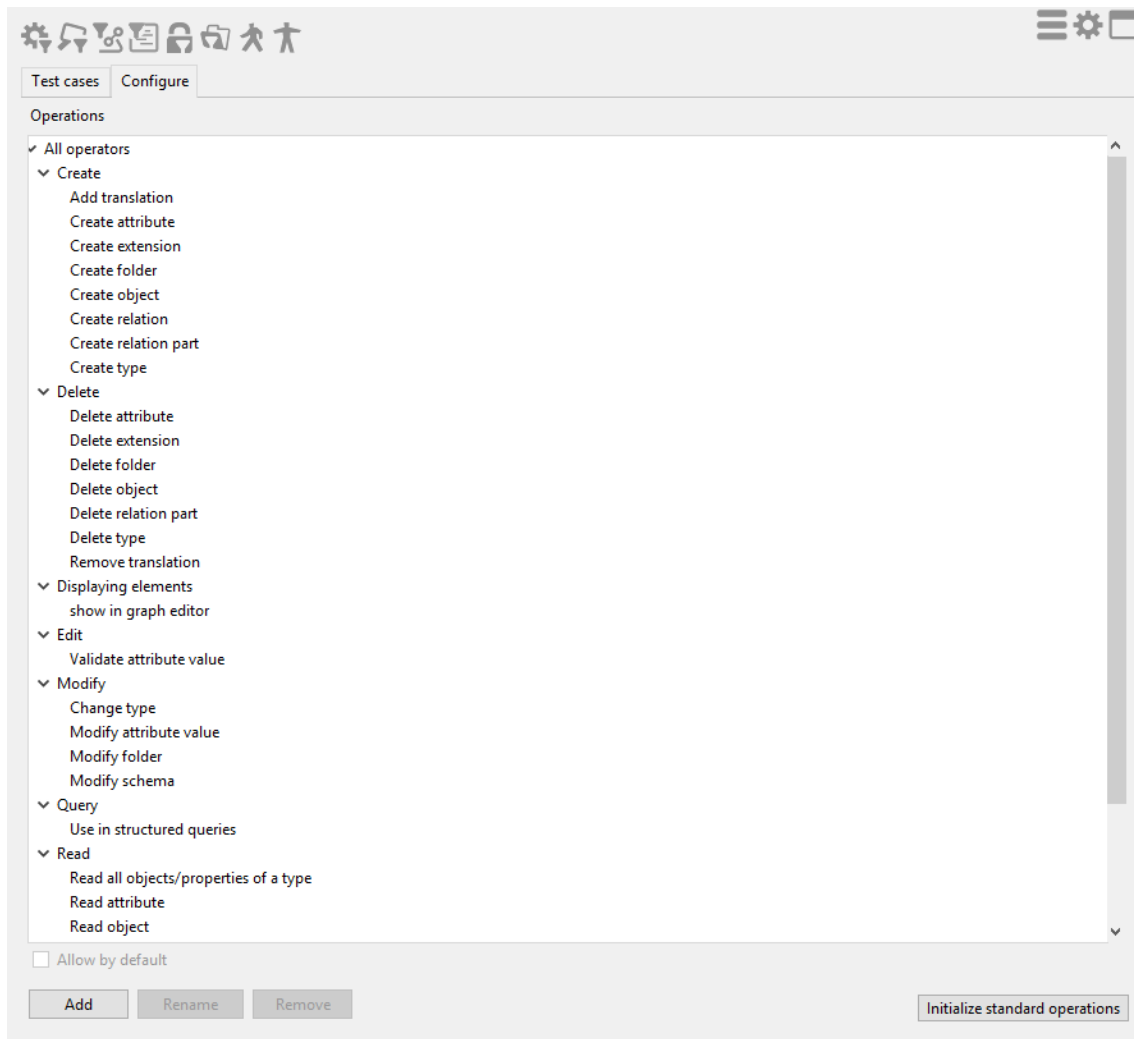 Test cases Configure
Operations
All operators
Create
Add translation
Create attribute
Create extension
Create folder
Create object
Create relation
Create relation part
Create type
Delete
Delete attribute
Delete extension
Delete folder
Delete object
Delete relation part
Delete type
Remove translation
Displaying elements
show in graph editor
Edit
Validate attribute value
Modify
Change type
Modify attribute value
Modify folder
Modify schema
Query
Use in structured queries
Read
Read all objects/properties of a type
Read attribute
Read object
Allow by default
Add Rename Remove Initialize standard operations